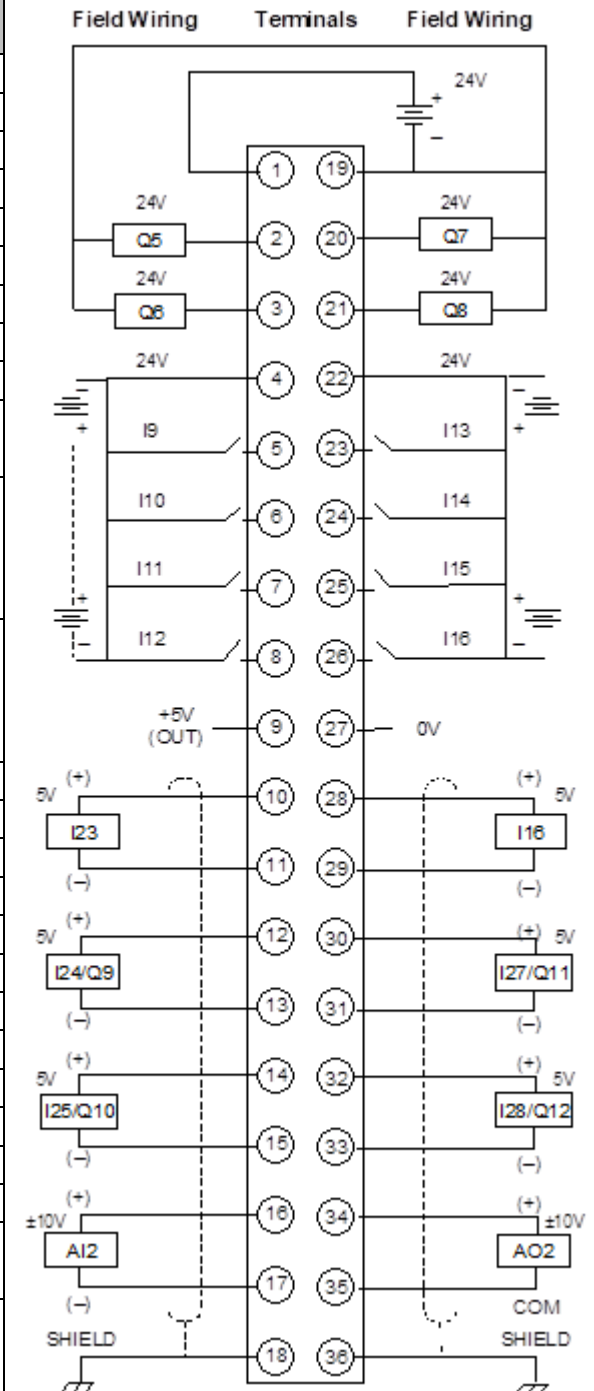 Field Wiring Terminals Field Wiring
24V
+
–
1 19
24V 24V
Q5 2 20 Q7
24V 24V
Q6 3 21 Q8
24V 4 22 24V
– –
+ +
I9 5 23 I13
I10 6 24 I14
I11 7 25 I15
+ +
I12 8 26 I16
– –
+5V
(OUT) 9 27 0V
(+) (+)
5V 10 28 5V
I23 I16
11 29
(–) (–)
(+) (+)
5V 12 30 5V
I24/Q9 I27/Q11
13 31
(–) (–)
(+) (+)
5V 14 32 5V
I25/Q10 I28/Q12
15 33
(–) (–)
(+) (+)
±10V 16 34 ±10V
AI2 AO2
17 35
(–) COM
SHIELD SHIELD
18 36